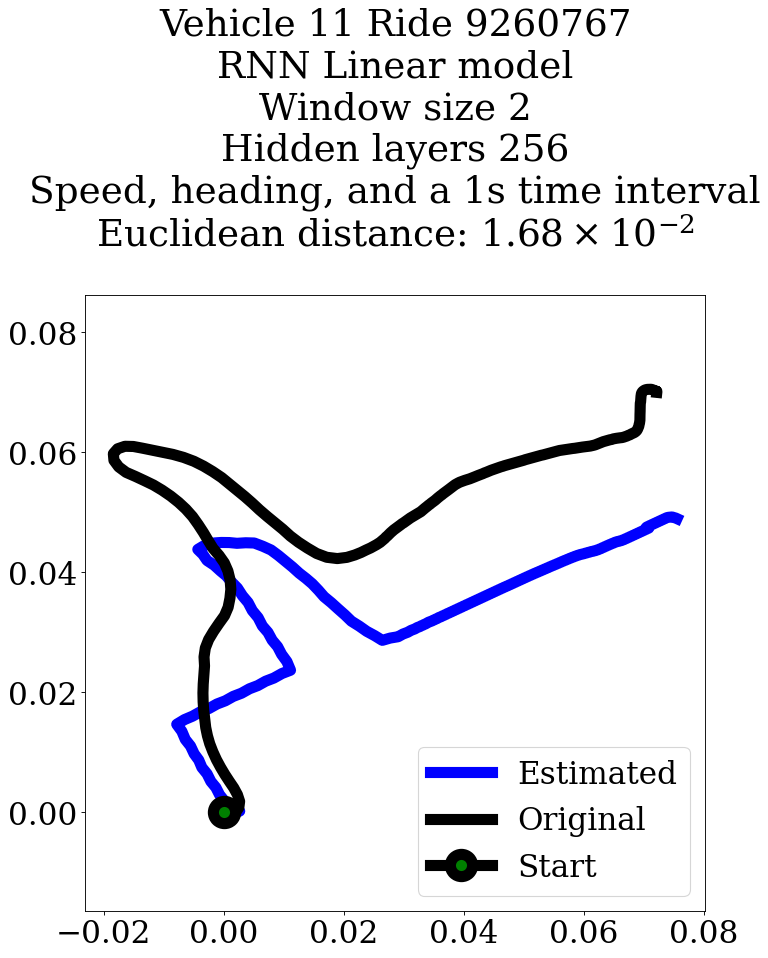 Vehicle 11 Ride 9260767
RNN Linear model
Window size 2
Hidden layers 256
Speed, heading, and a 1s time interval
Euclidean distance: 1.68 × 10⁻²
0.08
0.06
0.04
0.02
0.00
Estimated
Original
Start
−0.02 0.00 0.02 0.04 0.06 0.08